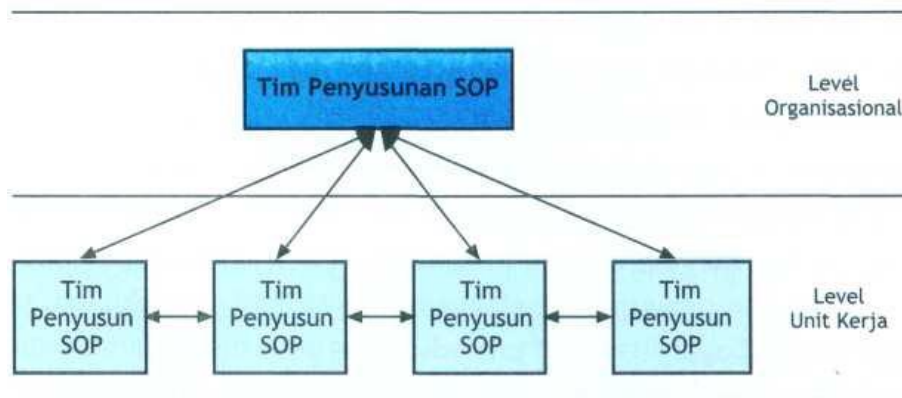 Tim Penyusunan SOP
Level
Organisasional
Tim
Penyusun
SOP
Tim
Penyusun
SOP
Tim
Penyusun
SOP
Tim
Penyusun
SOP
Level
Unit Kerja